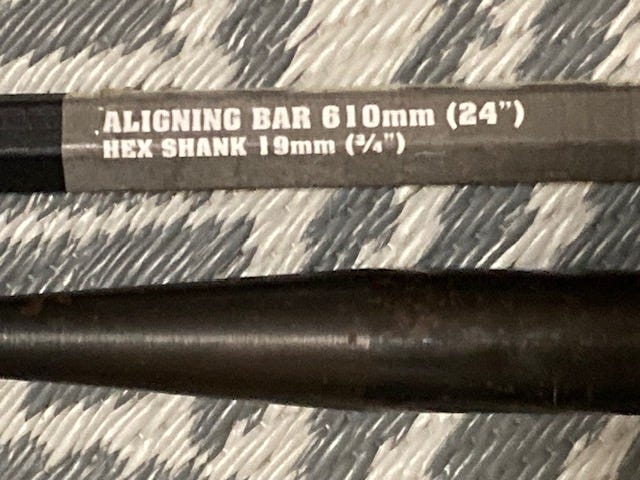 ALIGNING BAR 610mm (24")
HEX SHANK 19mm (¾")